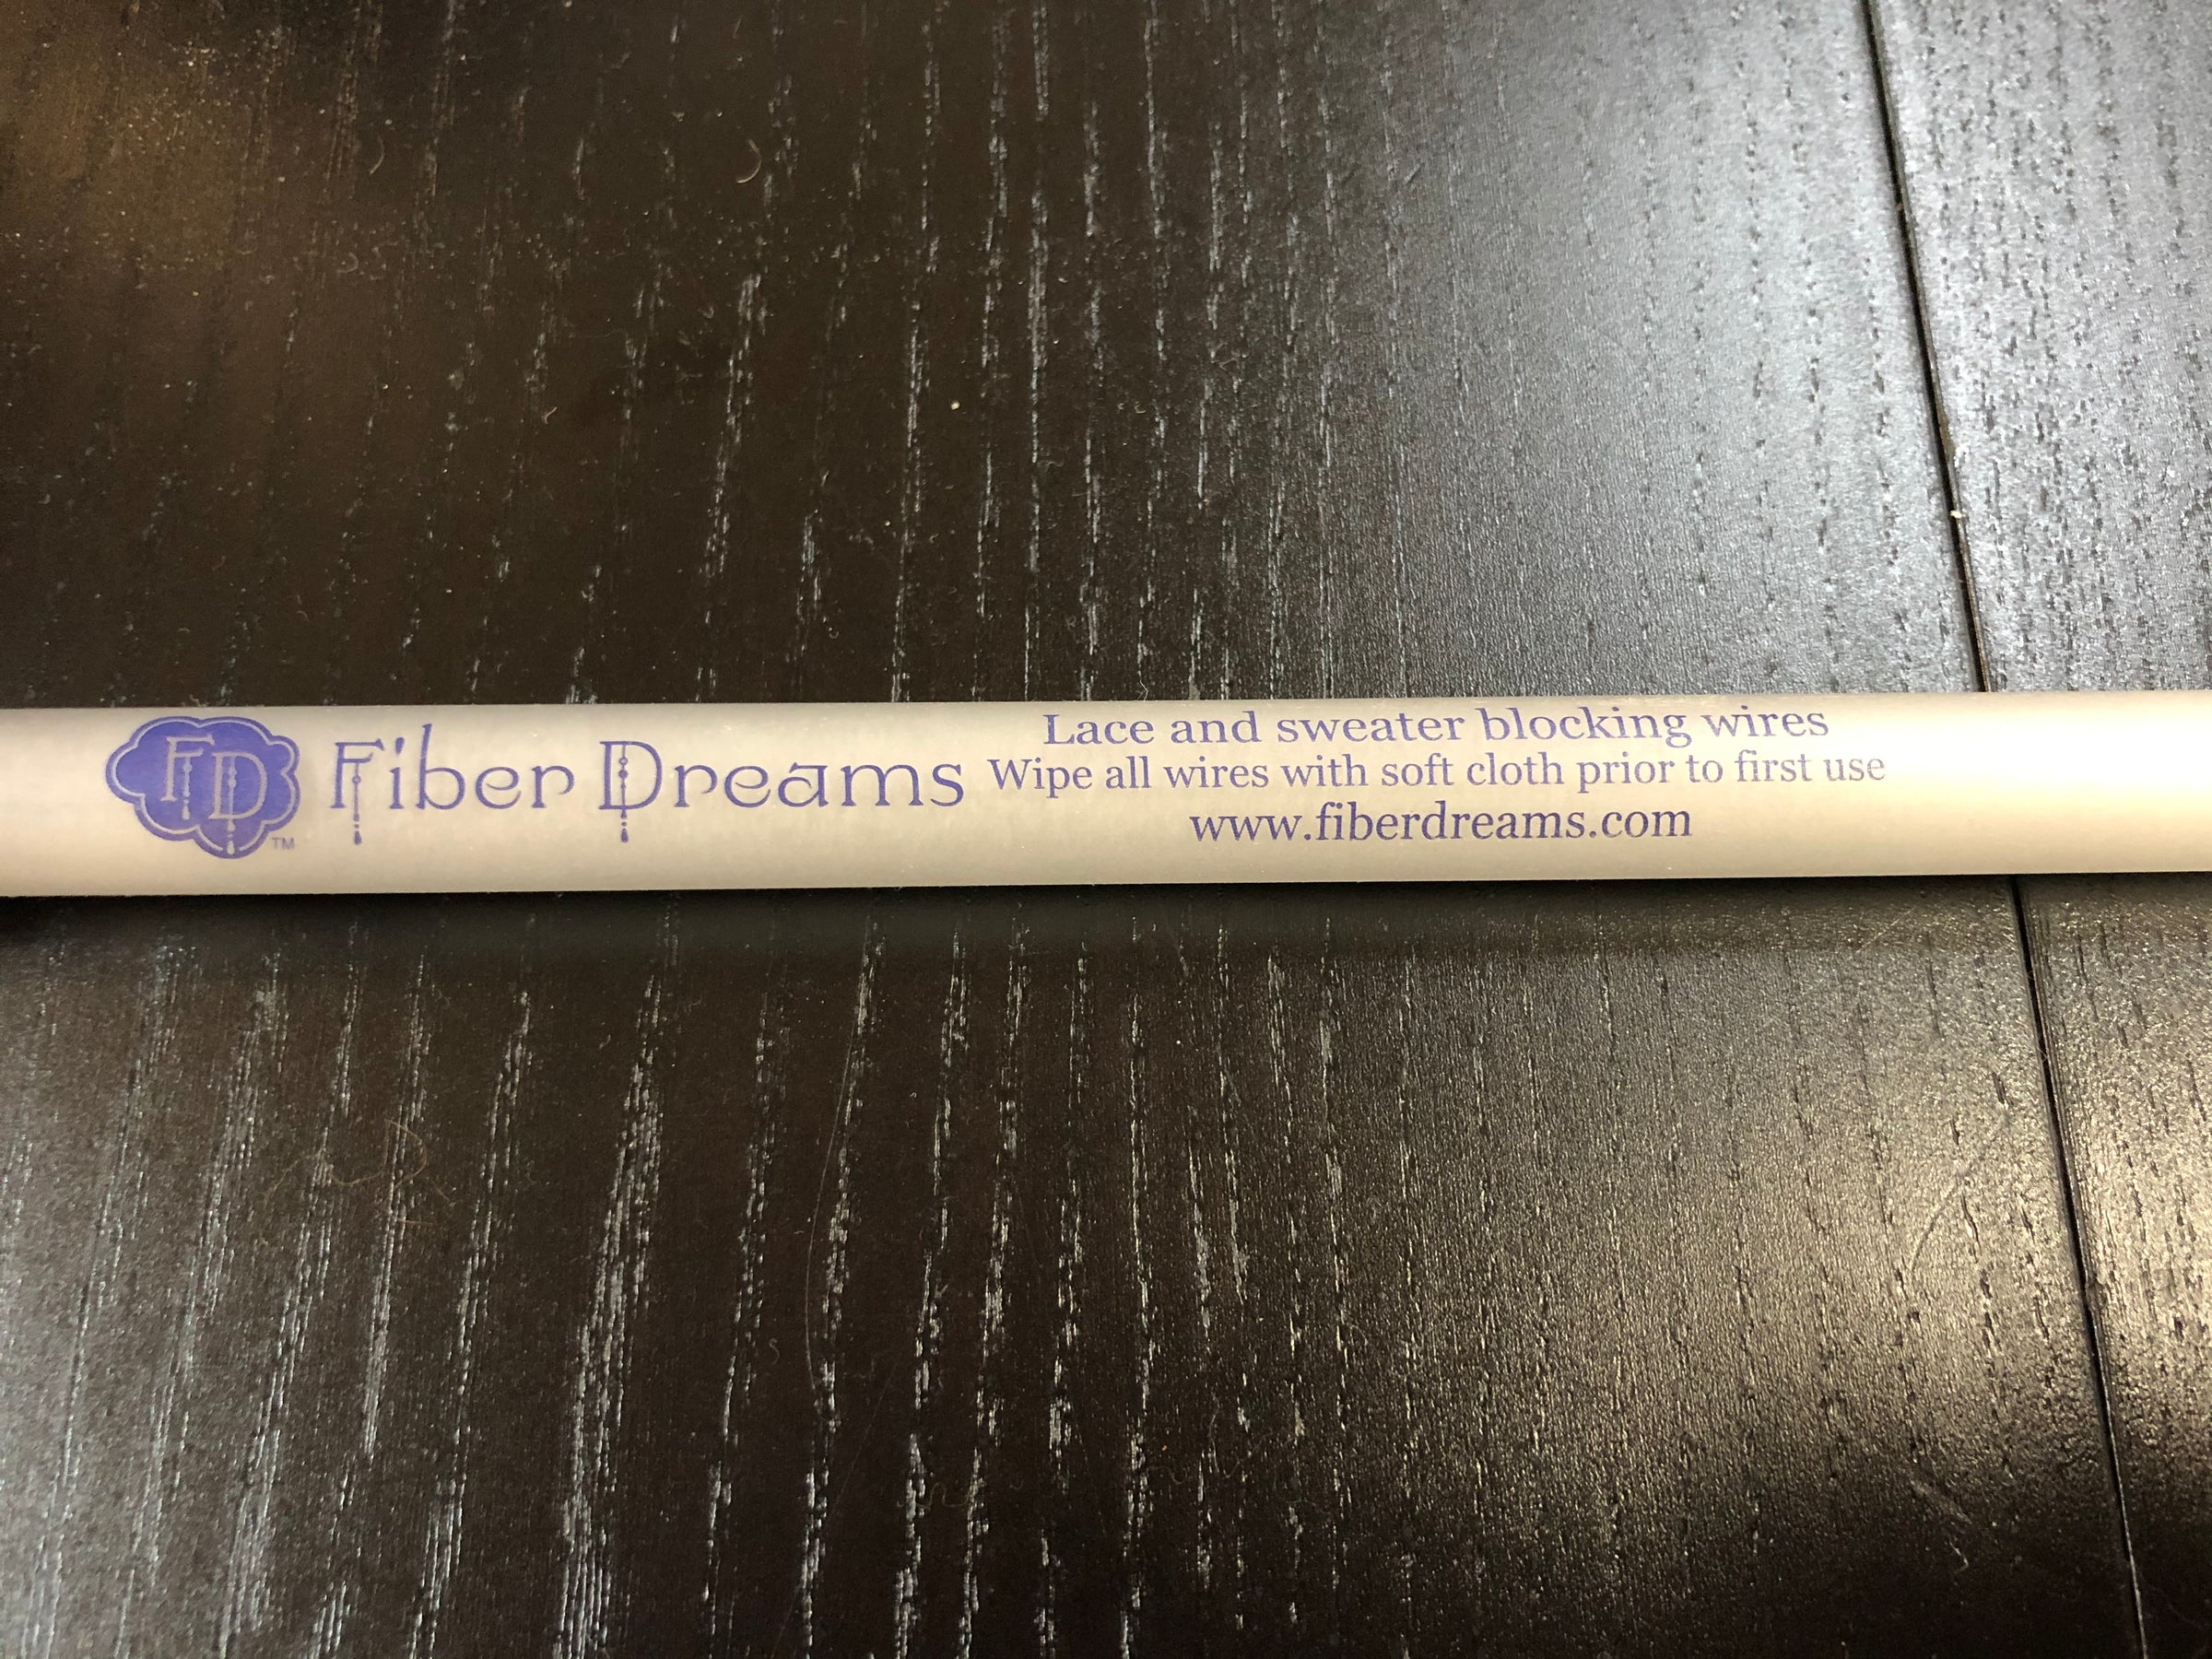 FD
TM
Fiber Dreams
Lace and sweater blocking wires
Wipe all wires with soft cloth prior to first use
www.fiberdreams.com